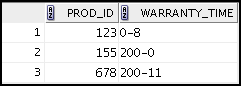 PROD_ID WARRANTY_TIME
1 123 0-8
2 155 200-0
3 678 200-11